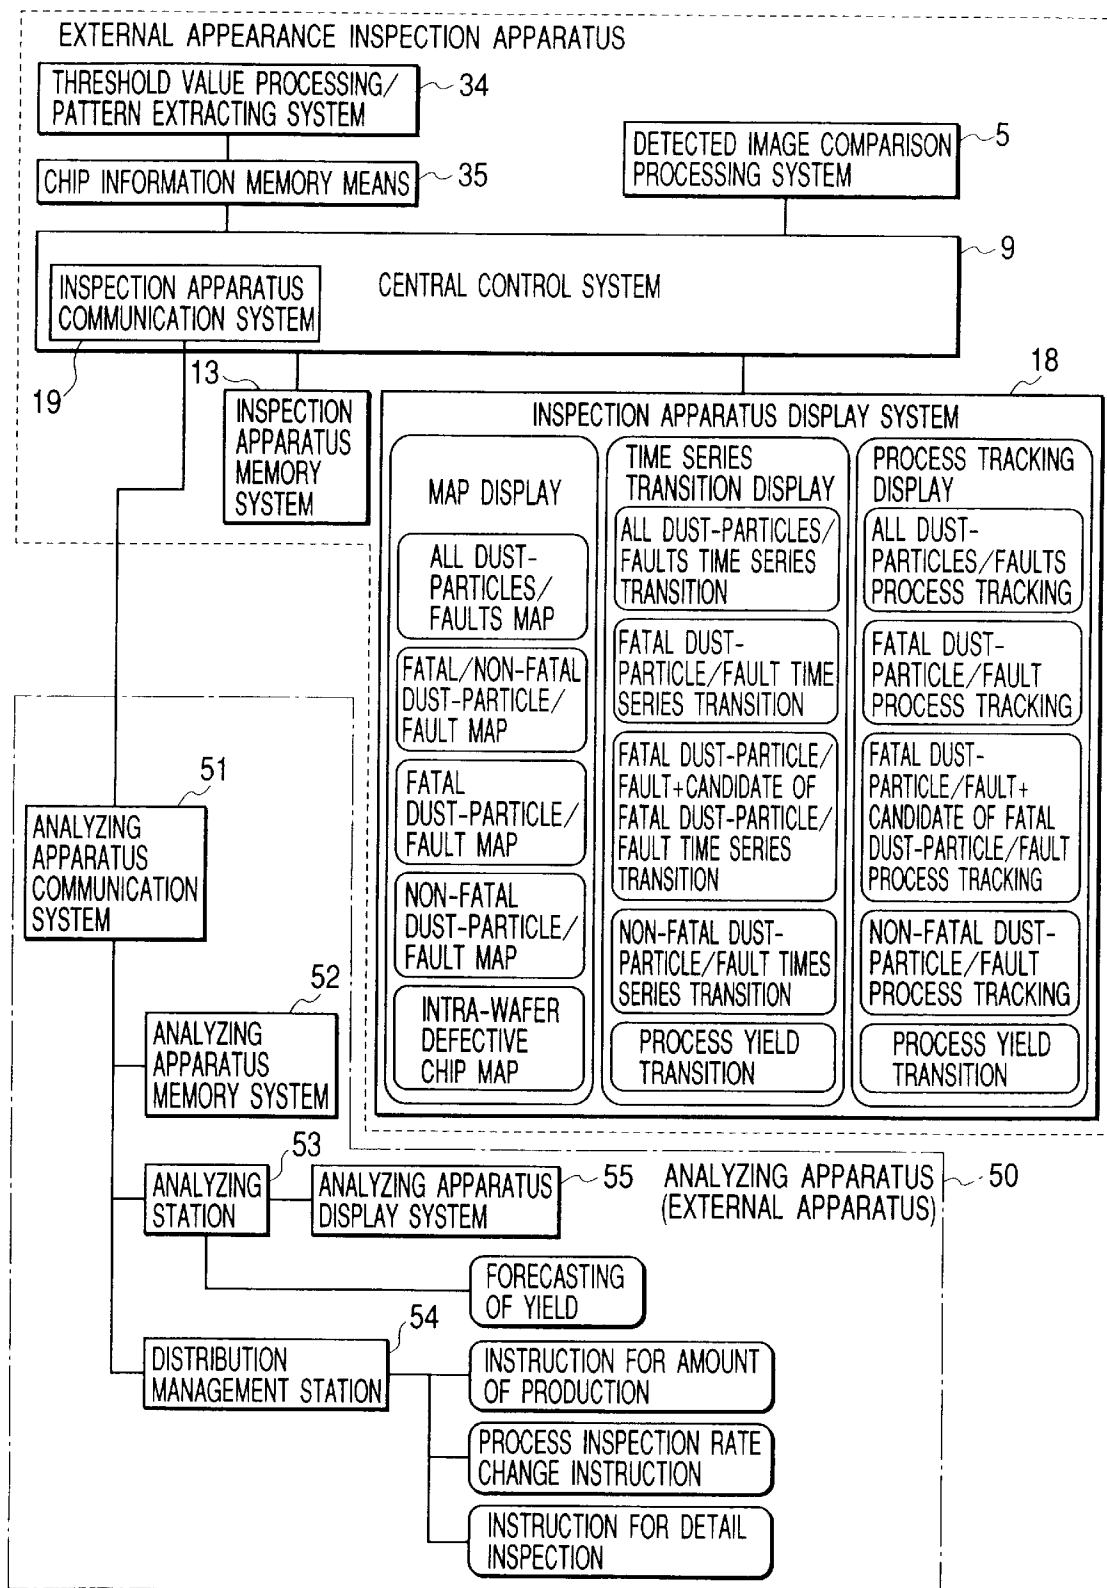 EXTERNAL APPEARANCE INSPECTION APPARATUS
THRESHOLD VALUE PROCESSING/
PATTERN EXTRACTING SYSTEM
34
CHIP INFORMATION MEMORY MEANS
35
DETECTED IMAGE COMPARISON
PROCESSING SYSTEM
5
9
CENTRAL CONTROL SYSTEM
INSPECTION APPARATUS
COMMUNICATION SYSTEM
19
13
INSPECTION
APPARATUS
MEMORY
SYSTEM
18
INSPECTION APPARATUS DISPLAY SYSTEM
MAP DISPLAY
ALL DUST-
PARTICLES/
FAULTS MAP
FATAL/NON-FATAL
DUST-PARTICLE/
FAULT MAP
FATAL
DUST-PARTICLE/
FAULT MAP
NON-FATAL
DUST-PARTICLE/
FAULT MAP
INTRA-WAFER
DEFECTIVE
CHIP MAP
TIME SERIES
TRANSITION DISPLAY
ALL DUST-PARTICLES/
FAULTS TIME SERIES
TRANSITION
FATAL DUST-
PARTICLE/FAULT TIME
SERIES TRANSITION
FATAL DUST-PARTICLE/
FAULT+CANDIDATE OF
FATAL DUST-PARTICLE/
FAULT TIME SERIES
TRANSITION
NON-FATAL DUST-
PARTICLE/FAULT TIMES
SERIES TRANSITION
PROCESS YIELD
TRANSITION
PROCESS TRACKING
DISPLAY
ALL DUST-
PARTICLES/FAULTS
PROCESS TRACKING
FATAL DUST-
PARTICLE/FAULT
PROCESS TRACKING
FATAL DUST-
PARTICLE/FAULT+
CANDIDATE OF FATAL
DUST-PARTICLE/FAULT
PROCESS TRACKING
NON-FATAL DUST-
PARTICLE/FAULT
PROCESS TRACKING
PROCESS YIELD
TRANSITION
51
ANALYZING
APPARATUS
COMMUNICATION
SYSTEM
52
ANALYZING
APPARATUS
MEMORY SYSTEM
53
ANALYZING
STATION
ANALYZING APPARATUS
DISPLAY SYSTEM
55
ANALYZING APPARATUS
(EXTERNAL APPARATUS)
50
FORECASTING
OF YIELD
54
DISTRIBUTION
MANAGEMENT STATION
INSTRUCTION FOR AMOUNT
OF PRODUCTION
PROCESS INSPECTION RATE
CHANGE INSTRUCTION
INSTRUCTION FOR DETAIL
INSPECTION